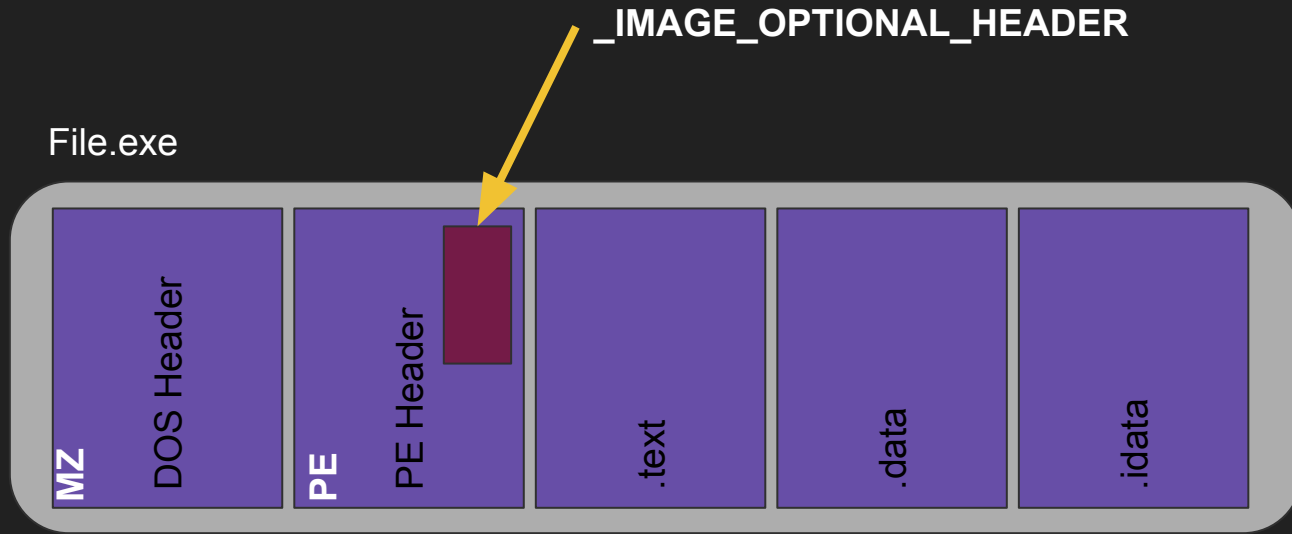 _IMAGE_OPTIONAL_HEADER
File.exe
MZ
DOS Header
PE
PE Header
.text
.data
.idata